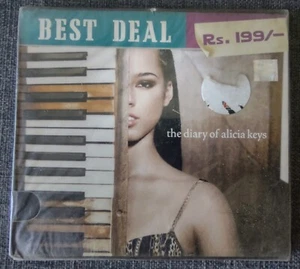 BEST DEAL
Rs. 199/-
the diary of alicia keys